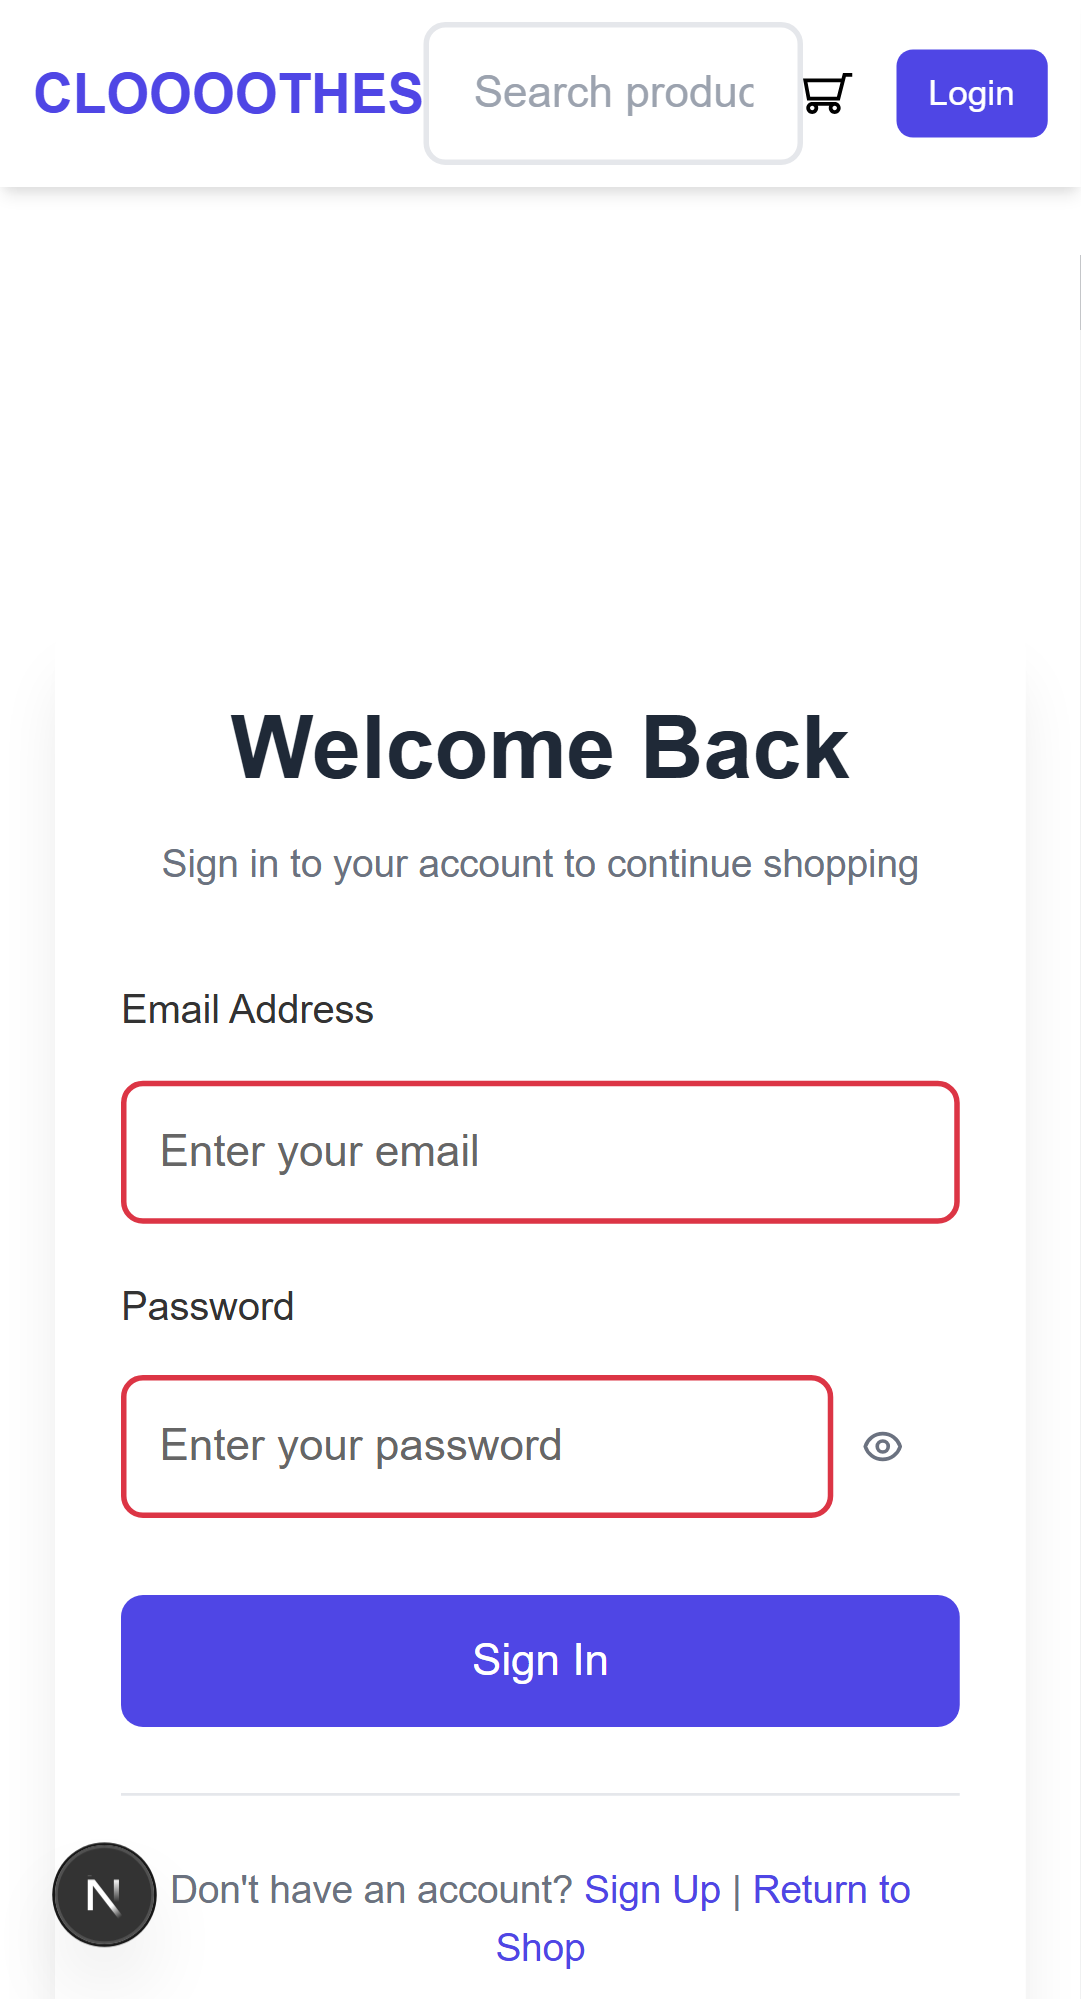 CLOOOOTHES
Search produc
Login
Welcome Back
Sign in to your account to continue shopping
Email Address
Enter your email
Password
Enter your password
Sign In
N
Don't have an account? Sign Up | Return to
Shop